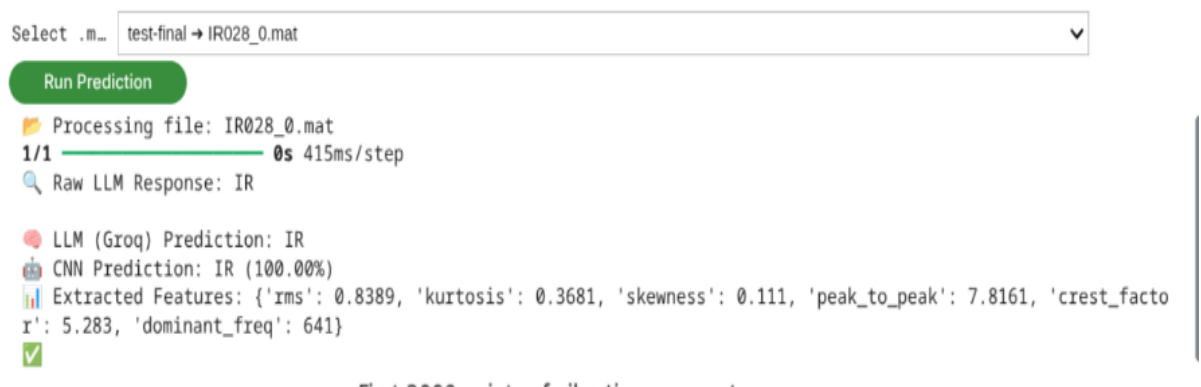 Select .m…
test-final → IR028_0.mat
Run Prediction
📂 Processing file: IR028_0.mat
1/1 ━━━━━━━━━━━━━━━━━━━━ 0s 415ms/step
🔍 Raw LLM Response: IR
🧠 LLM (Groq) Prediction: IR
🤖 CNN Prediction: IR (100.00%)
📊 Extracted Features: {'rms': 0.8389, 'kurtosis': 0.3681, 'skewness': 0.111, 'peak_to_peak': 7.8161, 'crest_facto
r': 5.283, 'dominant_freq': 641}
✅